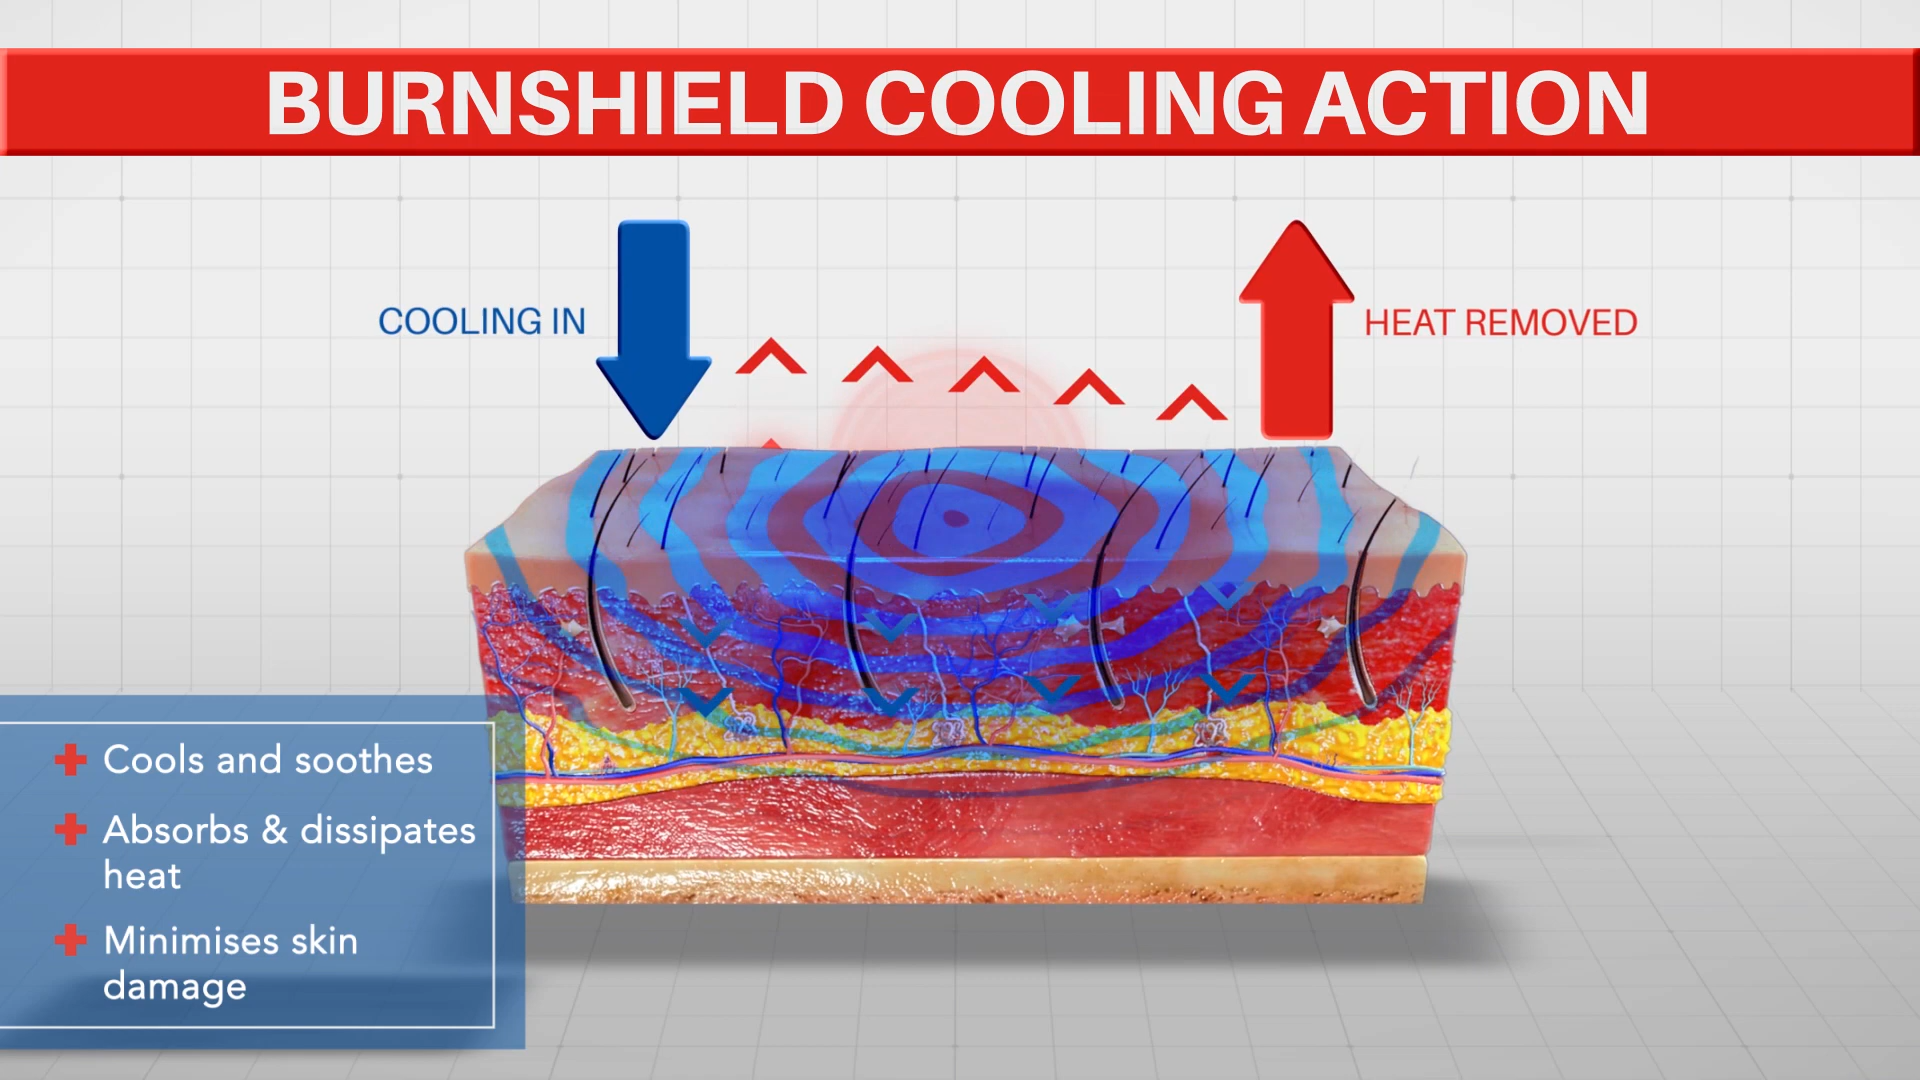 BURNSHIELD COOLING ACTION
COOLING IN
HEAT REMOVED
Cools and soothes
Absorbs & dissipates
heat
Minimises skin
damage